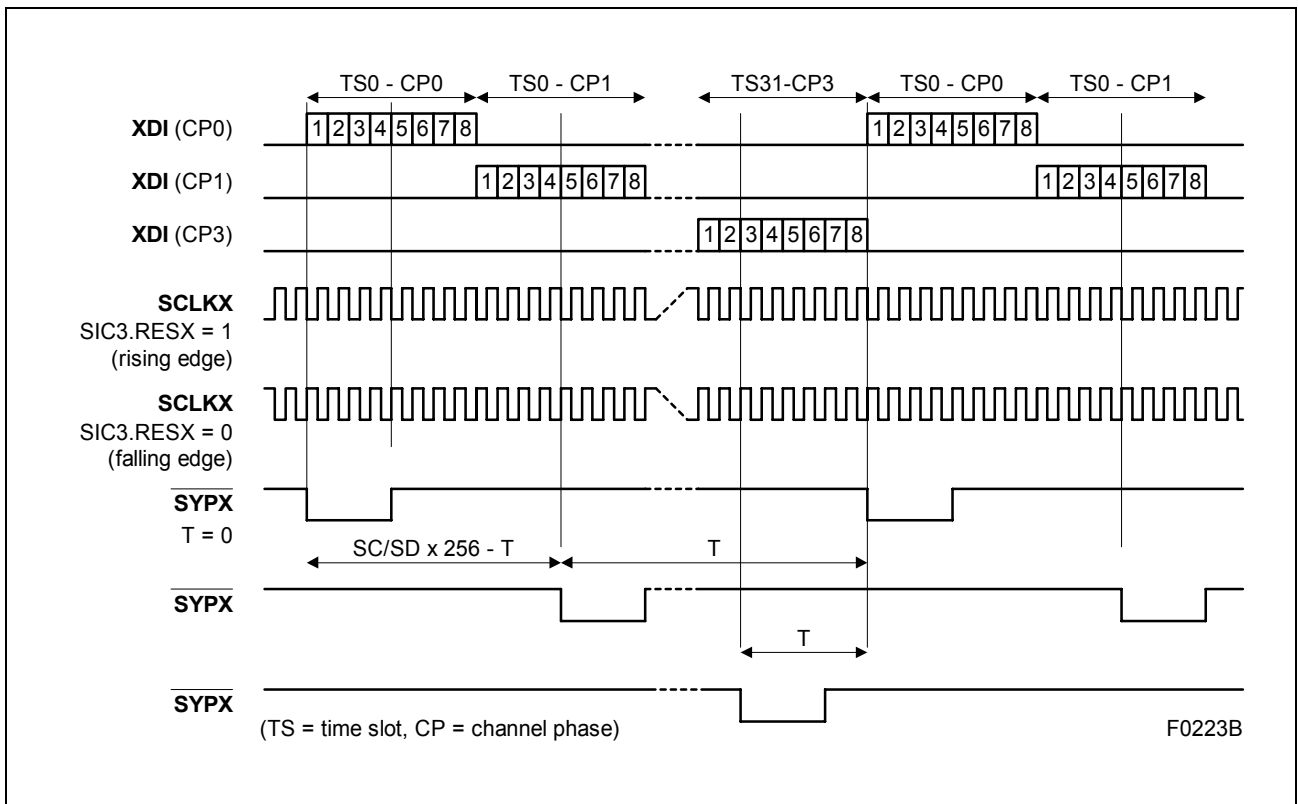 TS0 - CP0 TS0 - CP1 TS31-CP3 TS0 - CP0 TS0 - CP1
XDI (CP0) 1 2 3 4 5 6 7 8 1 2 3 4 5 6 7 8
XDI (CP1) 1 2 3 4 5 6 7 8 1 2 3 4 5 6 7 8
XDI (CP3) 1 2 3 4 5 6 7 8
SCLKX
SIC3.RESX = 1
(rising edge)
SCLKX
SIC3.RESX = 0
(falling edge)
SYPX
T = 0
SC/SD x 256 - T T
SYPX
T
SYPX
(TS = time slot, CP = channel phase) F0223B